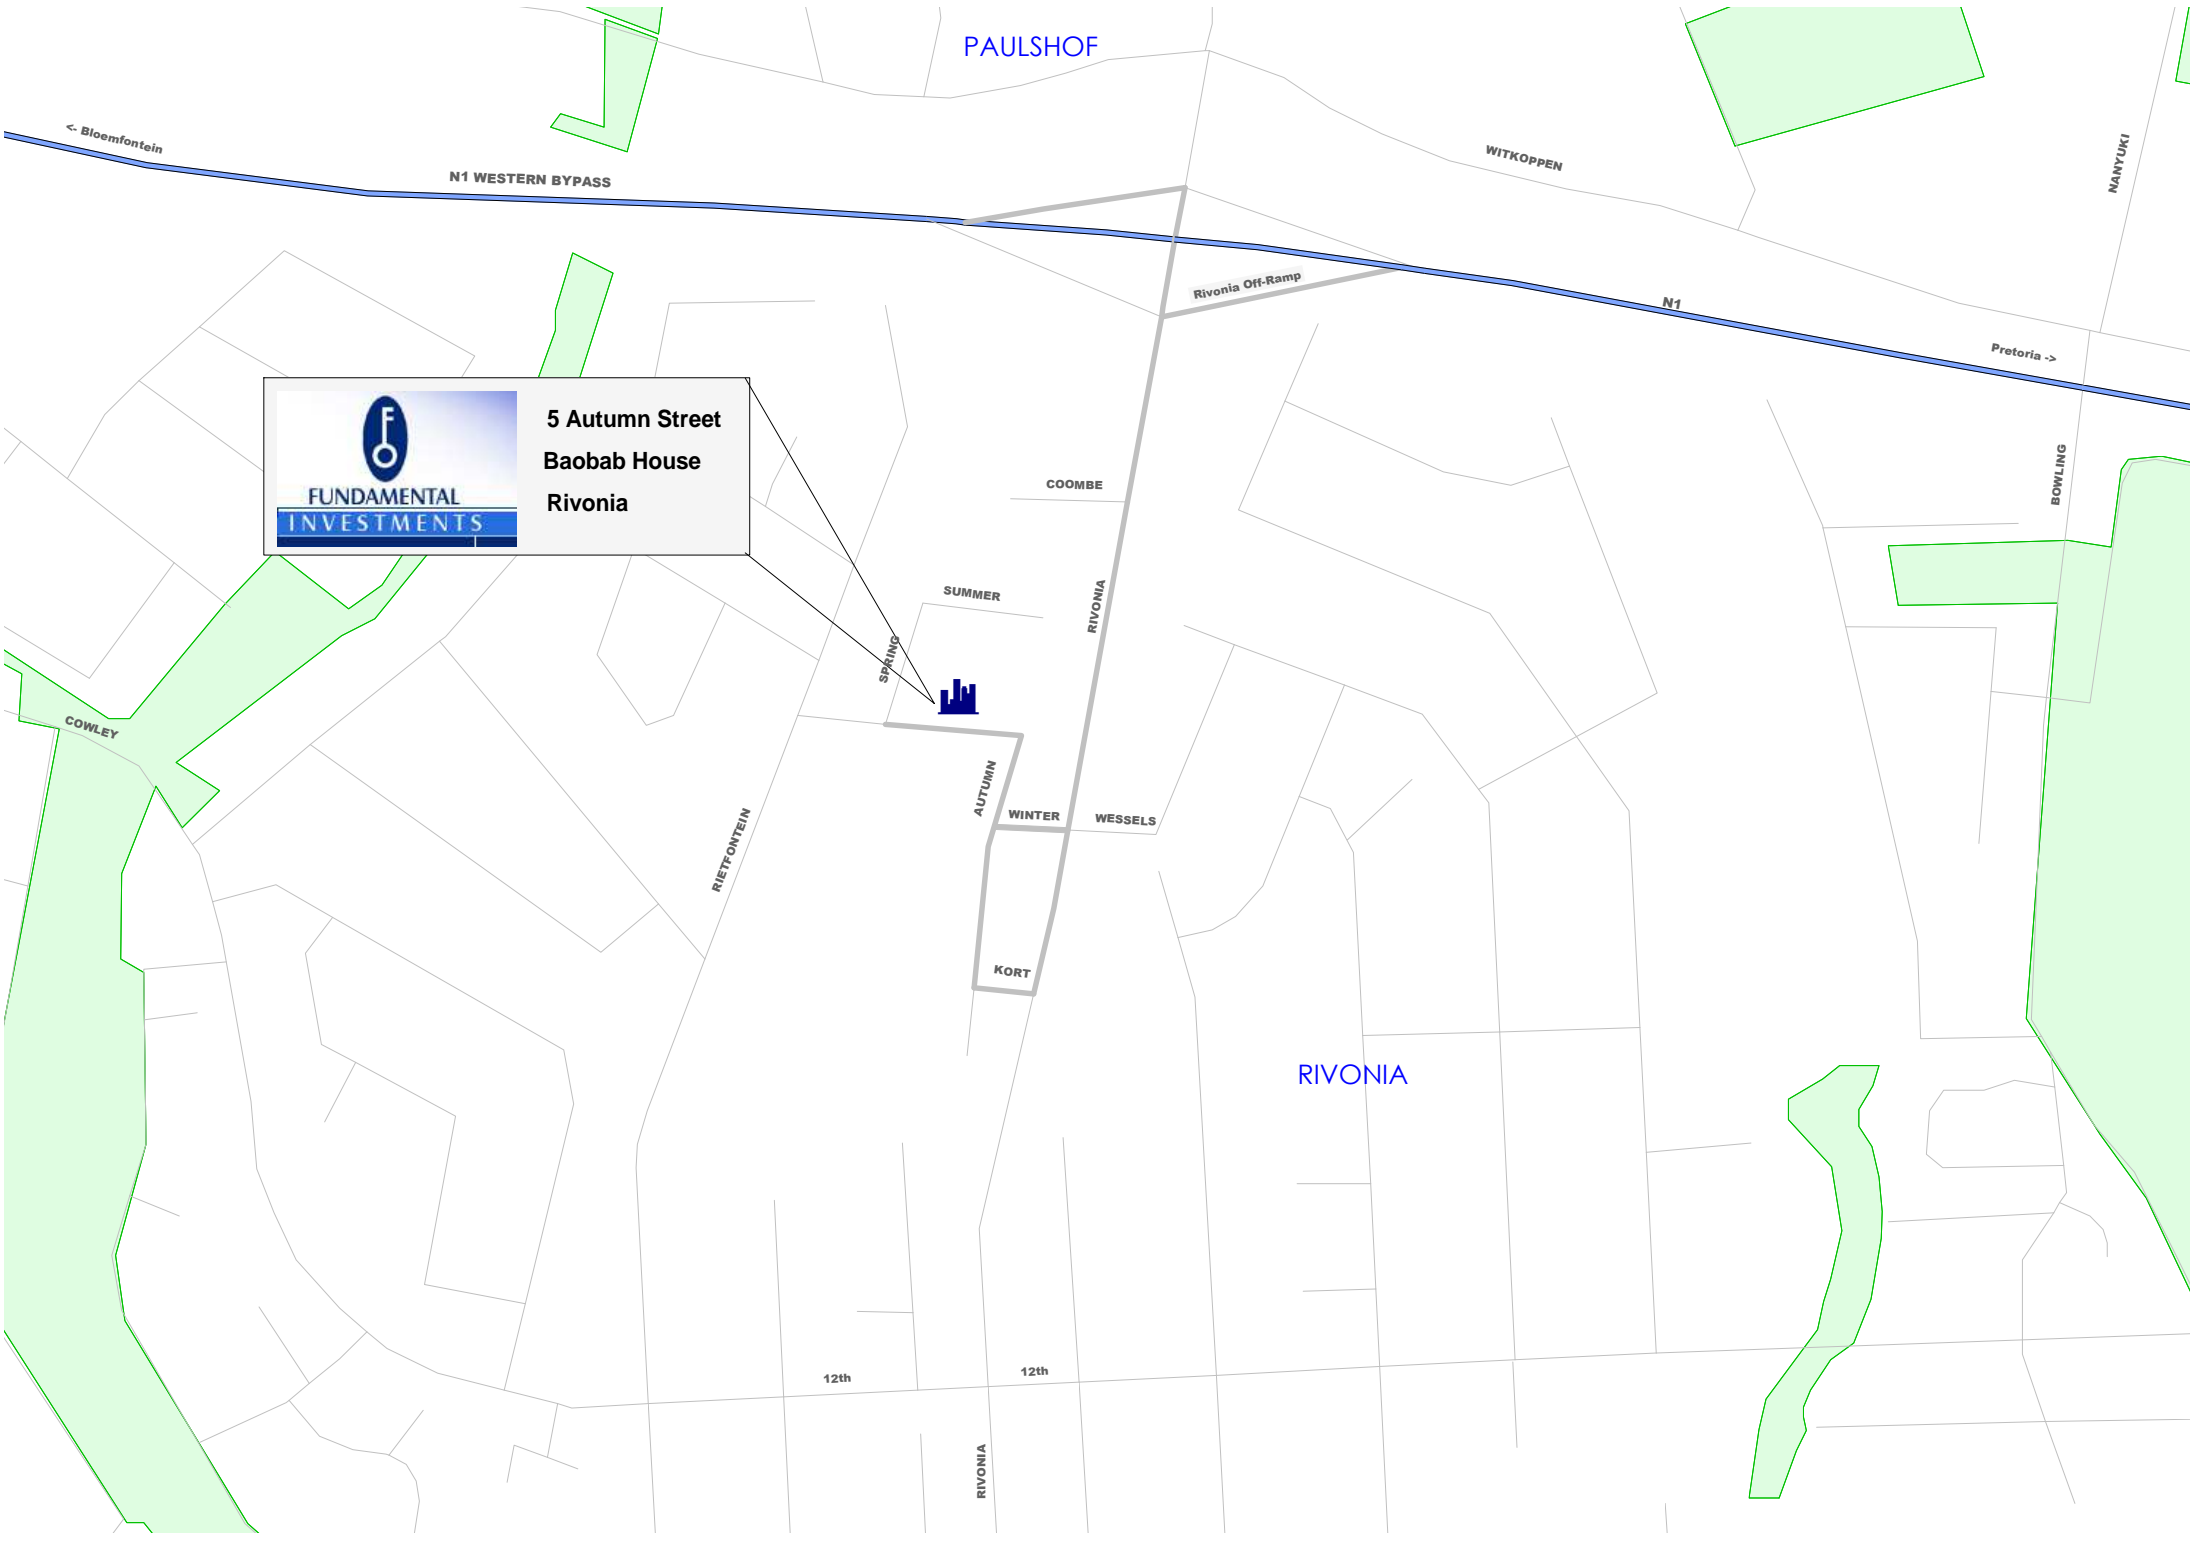 PAULSHOF
<- Bloemfontein
N1 WESTERN BYPASS
WITKOPPEN
NANYUKI
Rivonia Off-Ramp
N1
Pretoria ->
5 Autumn Street
Baobab House
Rivonia
FUNDAMENTAL
INVESTMENTS
COOMBE
BOWLING
SUMMER
RIVONIA
SPRING
COWLEY
AUTUMN
WINTER
WESSELS
RIETFONTEIN
KORT
RIVONIA
12th
12th
RIVONIA